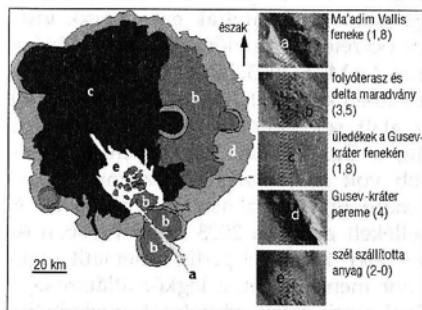 észak
c
b
d
e
b
b
b
a
20 km
a
Ma'adim Vallis
feneke
(1,8)
b
folyóterasz és
delta maradvány
(3,5)
c
üledékek a Gusev-
kráter fenekén
(1,8)
d
Gusev-kráter
pereme (4)
e
szél szállította
anyag (2-0)